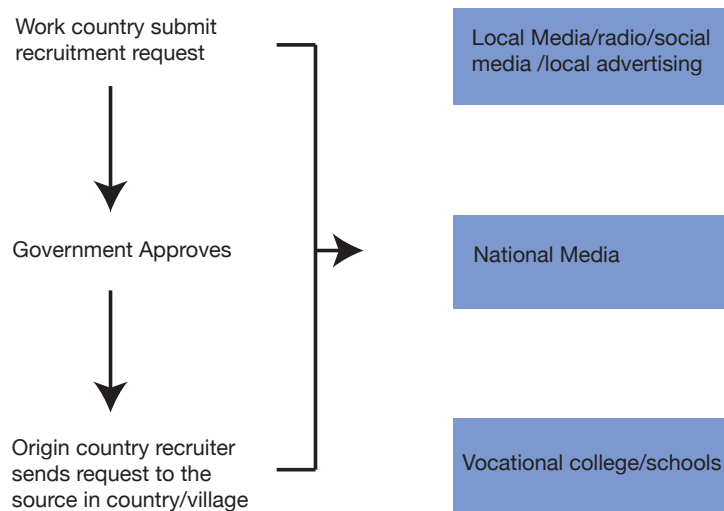 Work country submit
recruitment request
Local Media/radio/social
media /local advertising
Government Approves
National Media
Origin country recruiter
sends request to the
source in country/village
Vocational college/schools